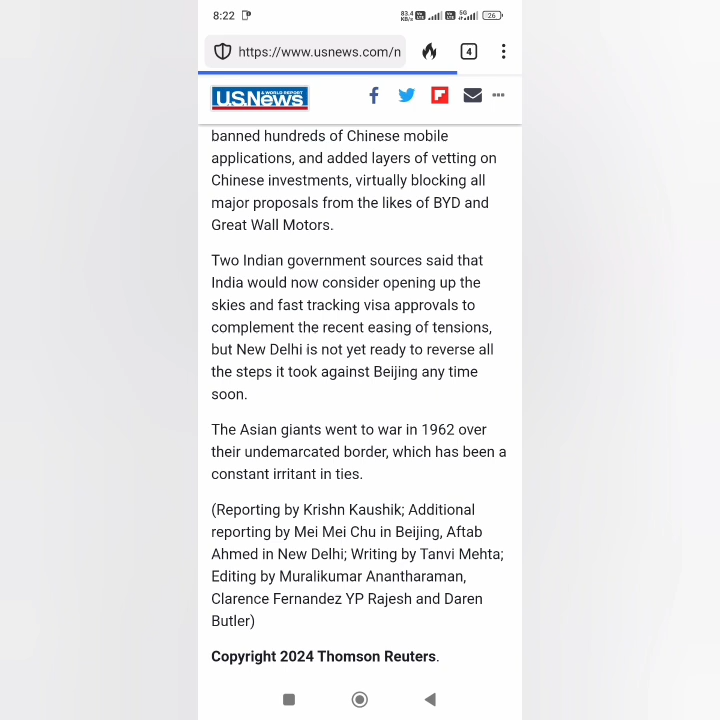 8:22
83.4
KB/s
5G
26
https://www.usnews.com/n
4
U.S.News
& WORLD REPORT
banned hundreds of Chinese mobile
applications, and added layers of vetting on
Chinese investments, virtually blocking all
major proposals from the likes of BYD and
Great Wall Motors.
Two Indian government sources said that
India would now consider opening up the
skies and fast tracking visa approvals to
complement the recent easing of tensions,
but New Delhi is not yet ready to reverse all
the steps it took against Beijing any time
soon.
The Asian giants went to war in 1962 over
their undemarcated border, which has been a
constant irritant in ties.
(Reporting by Krishn Kaushik; Additional
reporting by Mei Mei Chu in Beijing, Aftab
Ahmed in New Delhi; Writing by Tanvi Mehta;
Editing by Muralikumar Anantharaman,
Clarence Fernandez YP Rajesh and Daren
Butler)
Copyright 2024 Thomson Reuters.